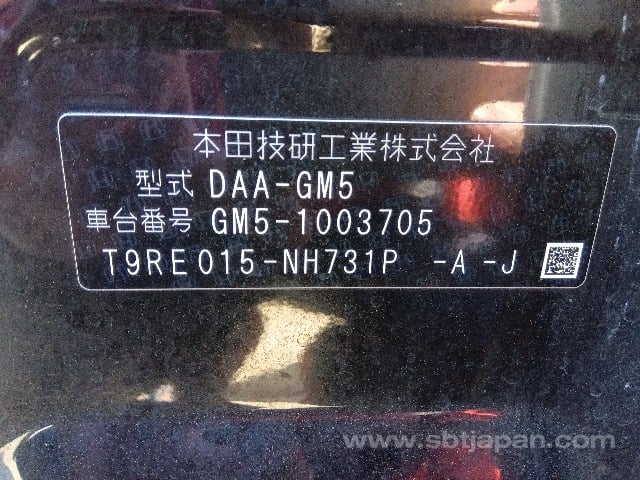 本田技研工業株式会社
型式 DAA-GM5
車台番号 GM5-1003705
T9RE015-NH731P -A -J
www.sbtjapan.com